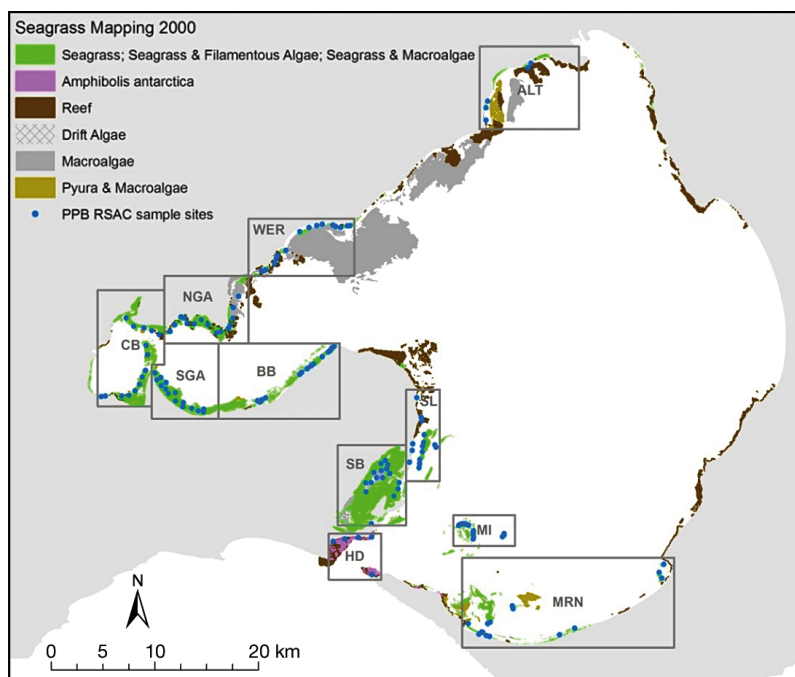 Seagrass Mapping 2000
Seagrass; Seagrass & Filamentous Algae; Seagrass & Macroalgae
Amphibolis antarctica
Reef
Drift Algae
Macroalgae
Pyura & Macroalgae
PPB RSAC sample sites
ALT
WER
NGA
CB
SGA
BB
SL
SB
MI
HD
MRN
N
0 5 10 20 km